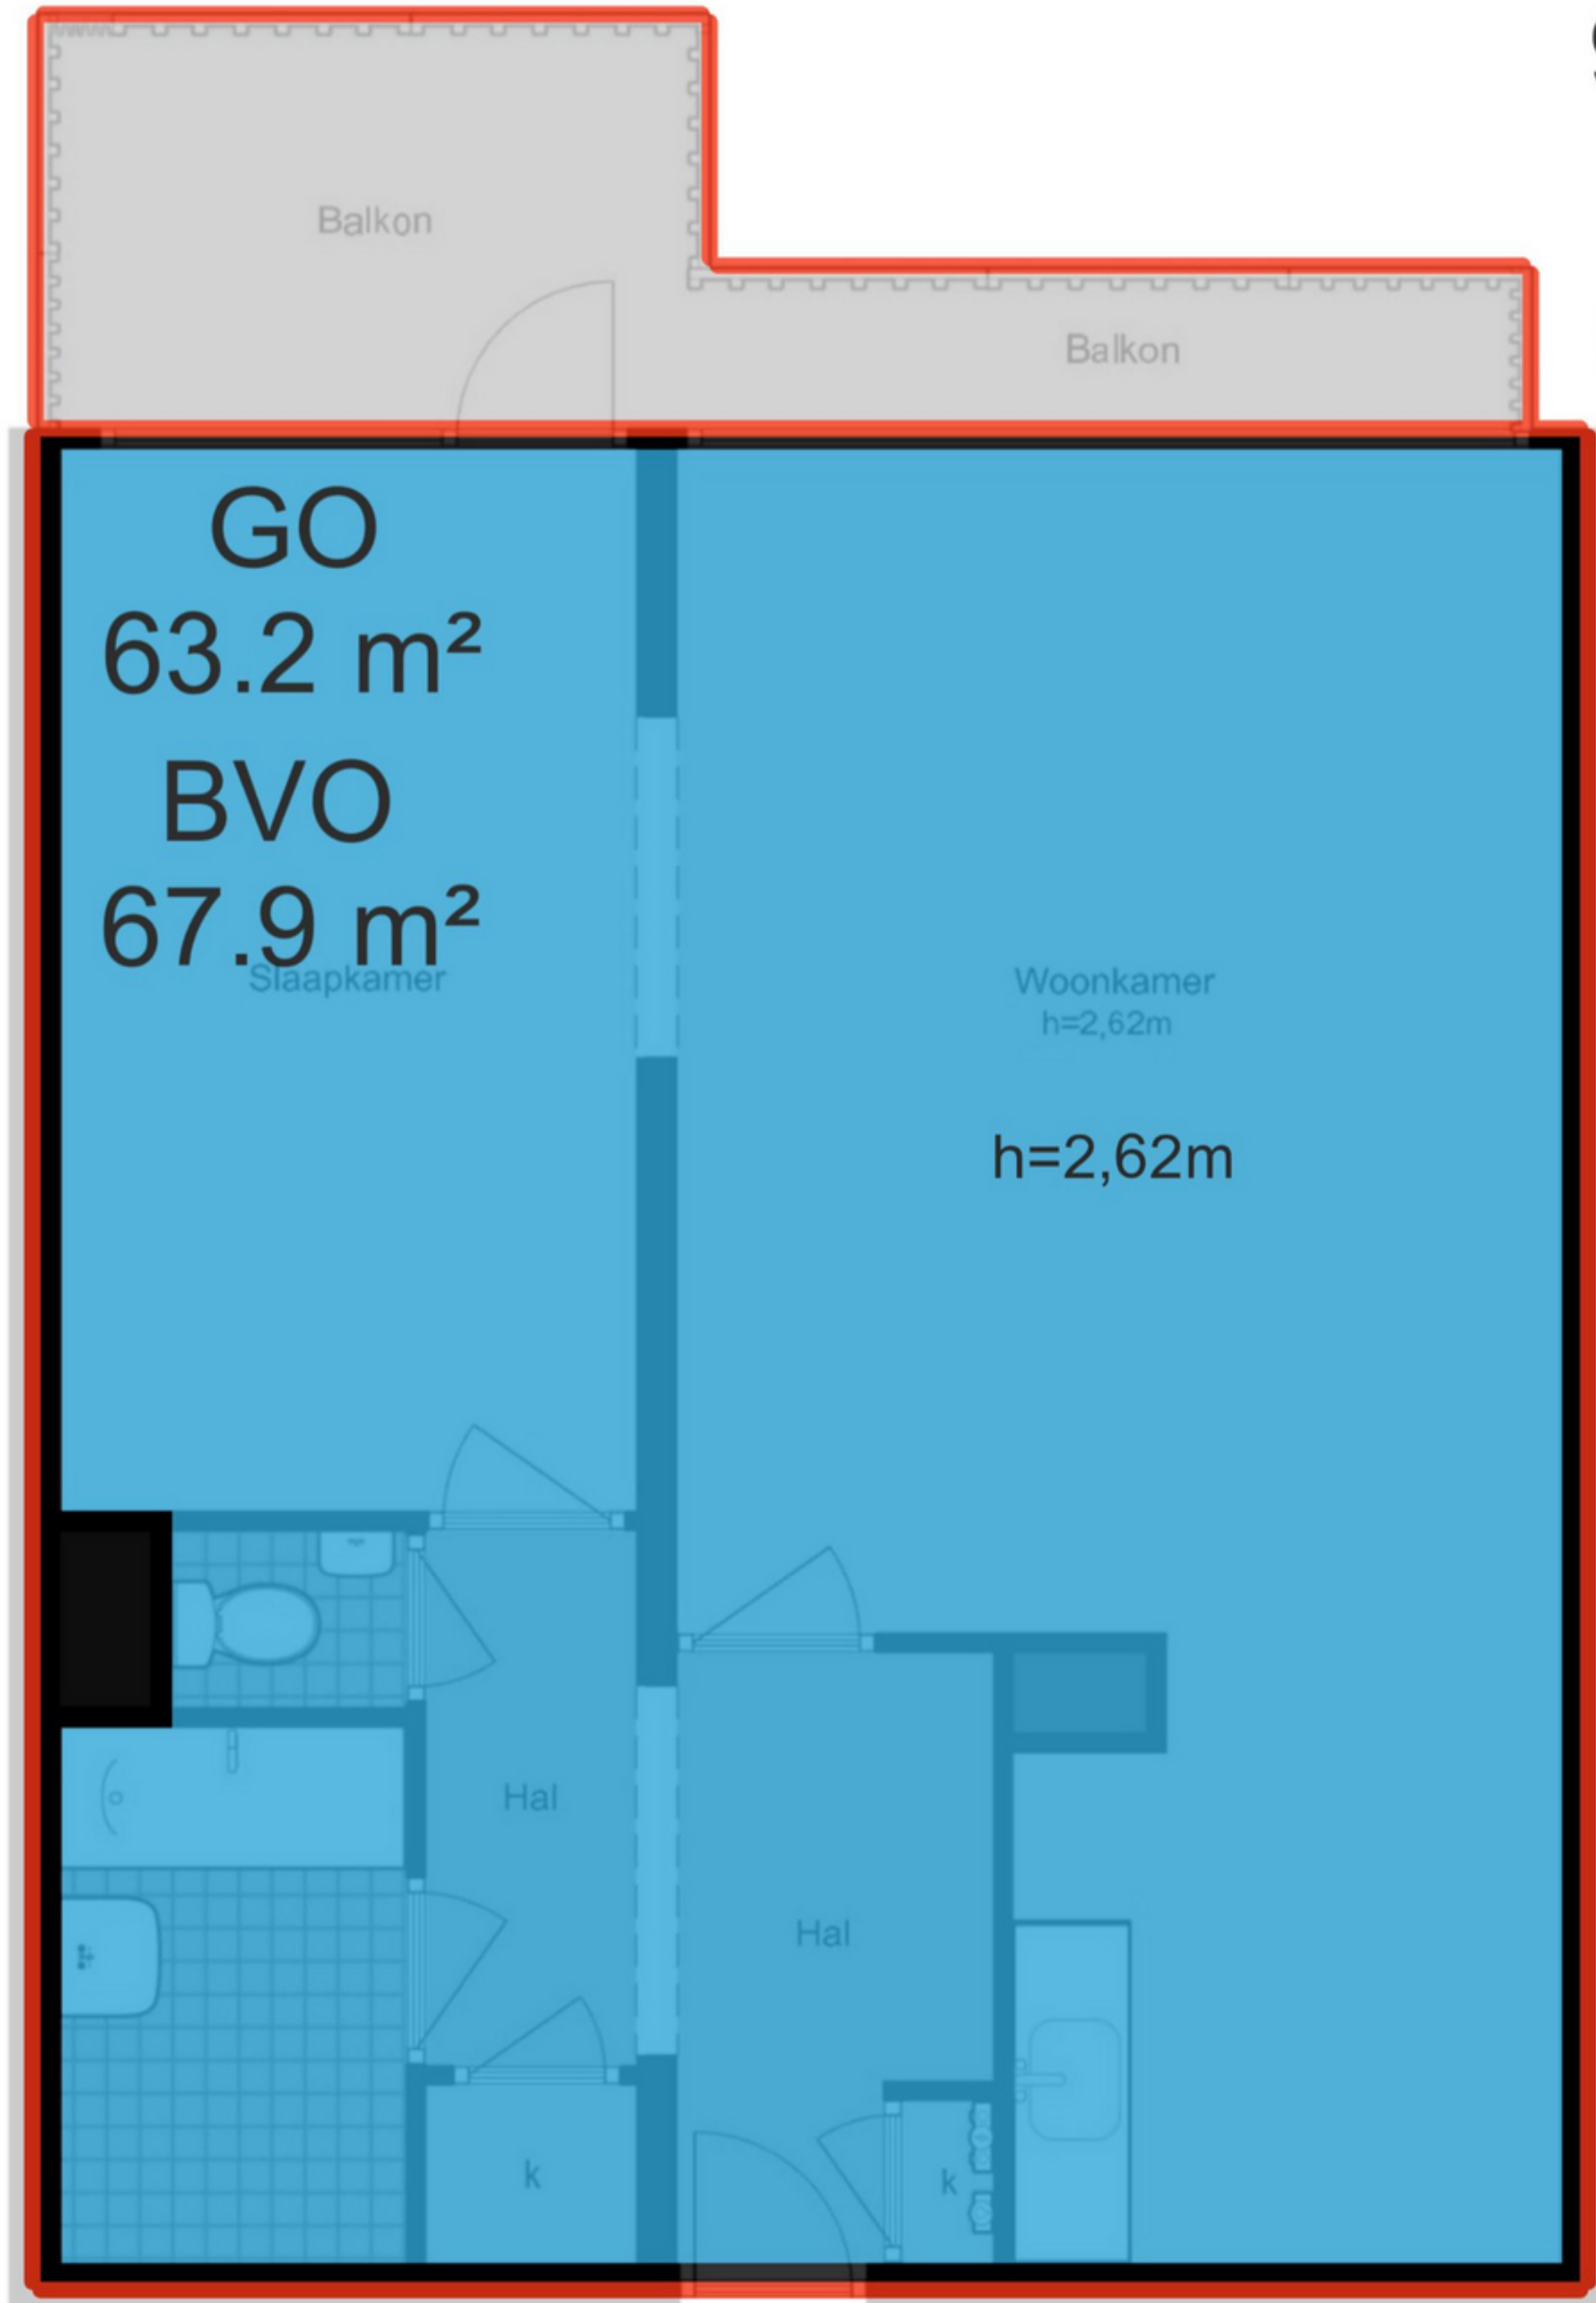 Balkon
Balkon
GO
63.2 m²
BVO
67.9 m²
Slaapkamer
Woonkamer
h=2,62m
h=2,62m
Hal
Hal
k
k